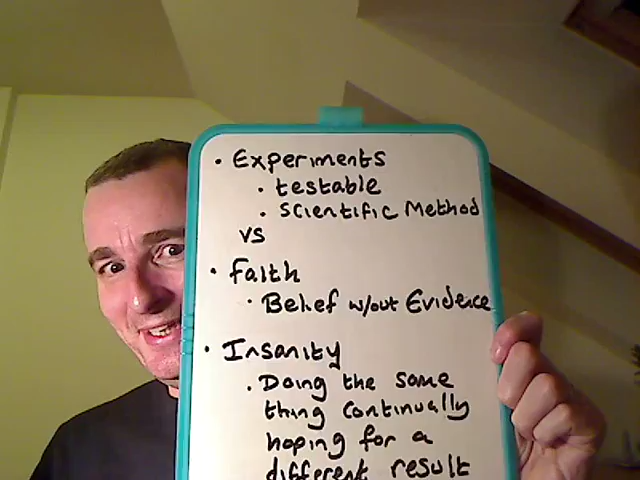 • Experiments
• testable
• Scientific Method
VS
• Faith
• Belief w/out Evidence
• Insanity
• Doing the same
thing continually
hoping for a
different result